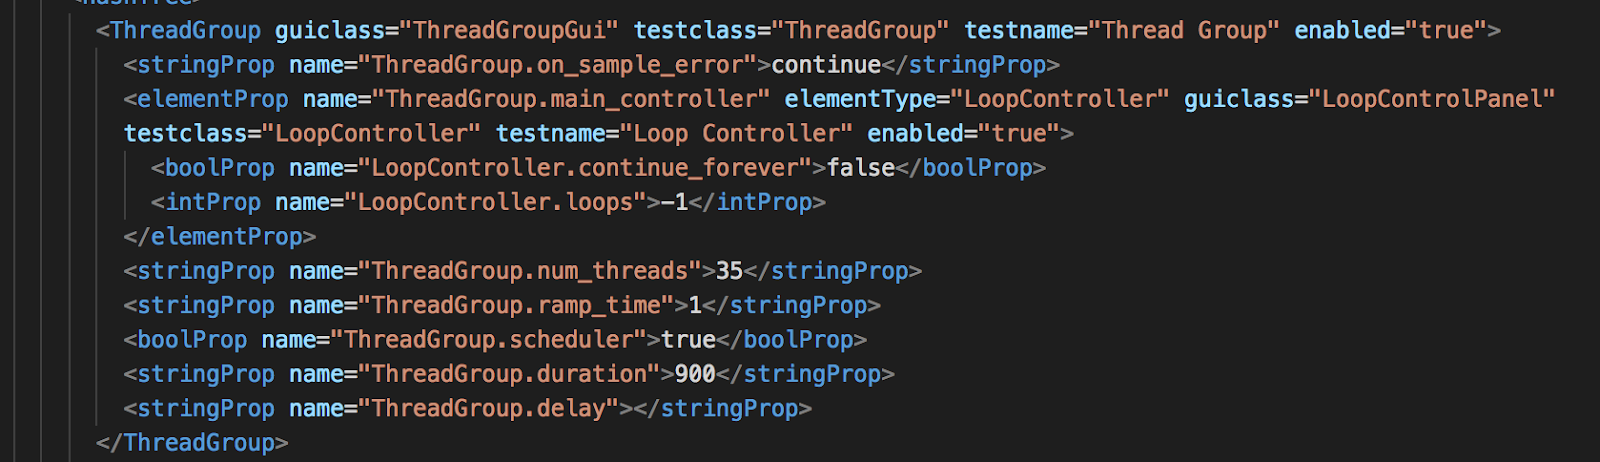 <hashTree>
<ThreadGroup guiclass="ThreadGroupGui" testclass="ThreadGroup" testname="Thread Group" enabled="true">
<stringProp name="ThreadGroup.on_sample_error">continue</stringProp>
<elementProp name="ThreadGroup.main_controller" elementType="LoopController" guiclass="LoopControlPanel"
testclass="LoopController" testname="Loop Controller" enabled="true">
<boolProp name="LoopController.continue_forever">false</boolProp>
<intProp name="LoopController.loops">-1</intProp>
</elementProp>
<stringProp name="ThreadGroup.num_threads">35</stringProp>
<stringProp name="ThreadGroup.ramp_time">1</stringProp>
<boolProp name="ThreadGroup.scheduler">true</boolProp>
<stringProp name="ThreadGroup.duration">900</stringProp>
<stringProp name="ThreadGroup.delay"></stringProp>
</ThreadGroup>